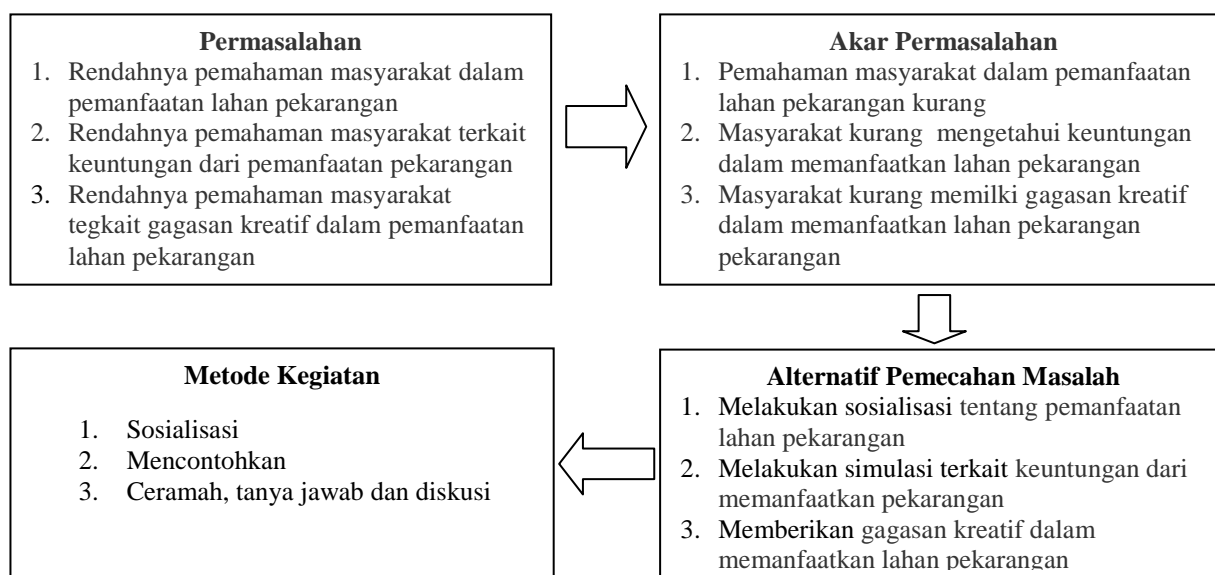 Permasalahan
1. Rendahnya pemahaman masyarakat dalam
pemanfaatan lahan pekarangan
2. Rendahnya pemahaman masyarakat terkait
keuntungan dari pemanfaatan pekarangan
3. Rendahnya pemahaman masyarakat
tegkait gagasan kreatif dalam pemanfaatan
lahan pekarangan
Akar Permasalahan
1. Pemahaman masyarakat dalam pemanfaatan
lahan pekarangan kurang
2. Masyarakat kurang mengetahui keuntungan
dalam memanfaatkan lahan pekarangan
3. Masyarakat kurang memilki gagasan kreatif
dalam memanfaatkan lahan pekarangan
pekarangan
Alternatif Pemecahan Masalah
1. Melakukan sosialisasi tentang pemanfaatan
lahan pekarangan
2. Melakukan simulasi terkait keuntungan dari
memanfaatkan pekarangan
3. Memberikan gagasan kreatif dalam
memanfaatkan lahan pekarangan
Metode Kegiatan
1. Sosialisasi
2. Mencontohkan
3. Ceramah, tanya jawab dan diskusi